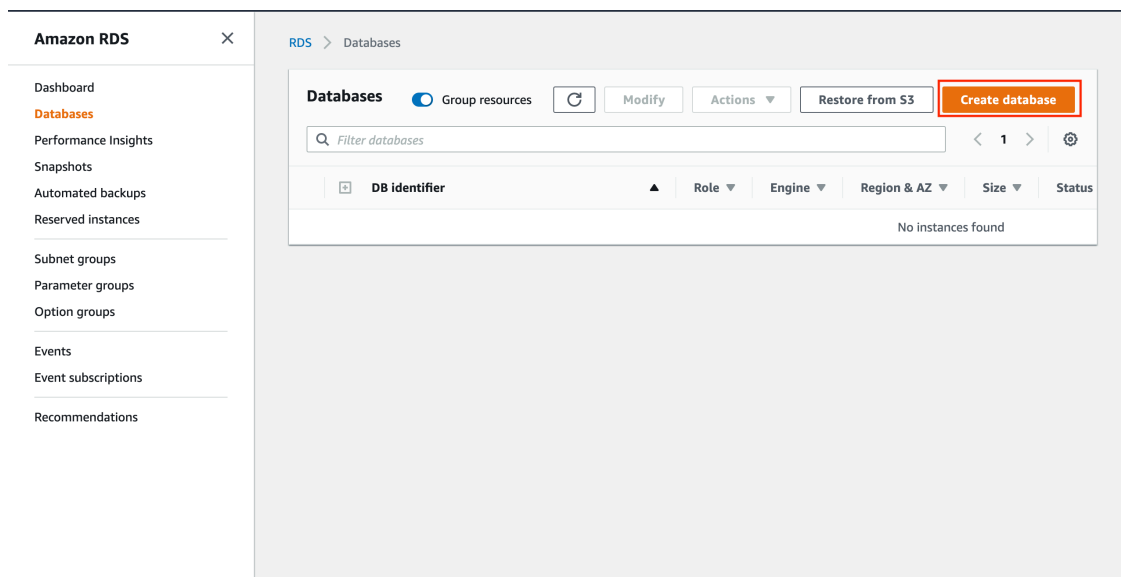 Amazon RDS
Dashboard
Databases
Performance Insights
Snapshots
Automated backups
Reserved instances
Subnet groups
Parameter groups
Option groups
Events
Event subscriptions
Recommendations
RDS > Databases
Databases Group resources Modify Actions Restore from S3 Create database
Filter databases 1
DB identifier Role Engine Region & AZ Size Status
No instances found